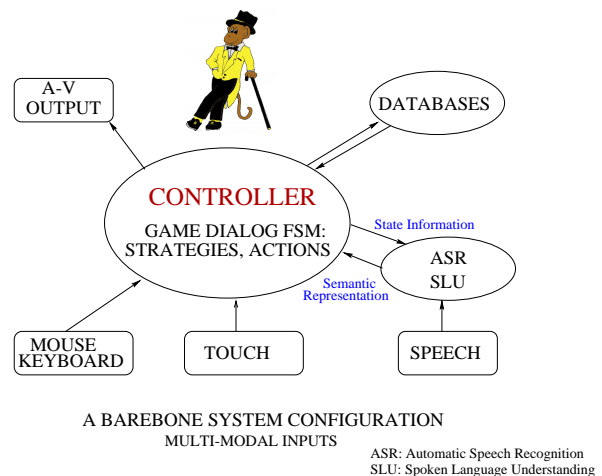 A-V
OUTPUT
DATABASES
CONTROLLER
GAME DIALOG FSM:
STRATEGIES, ACTIONS
State Information
ASR
SLU
Semantic
Representation
MOUSE
KEYBOARD
TOUCH
SPEECH
A BAREBONE SYSTEM CONFIGURATION
MULTI-MODAL INPUTS
ASR: Automatic Speech Recognition
SLU: Spoken Language Understanding